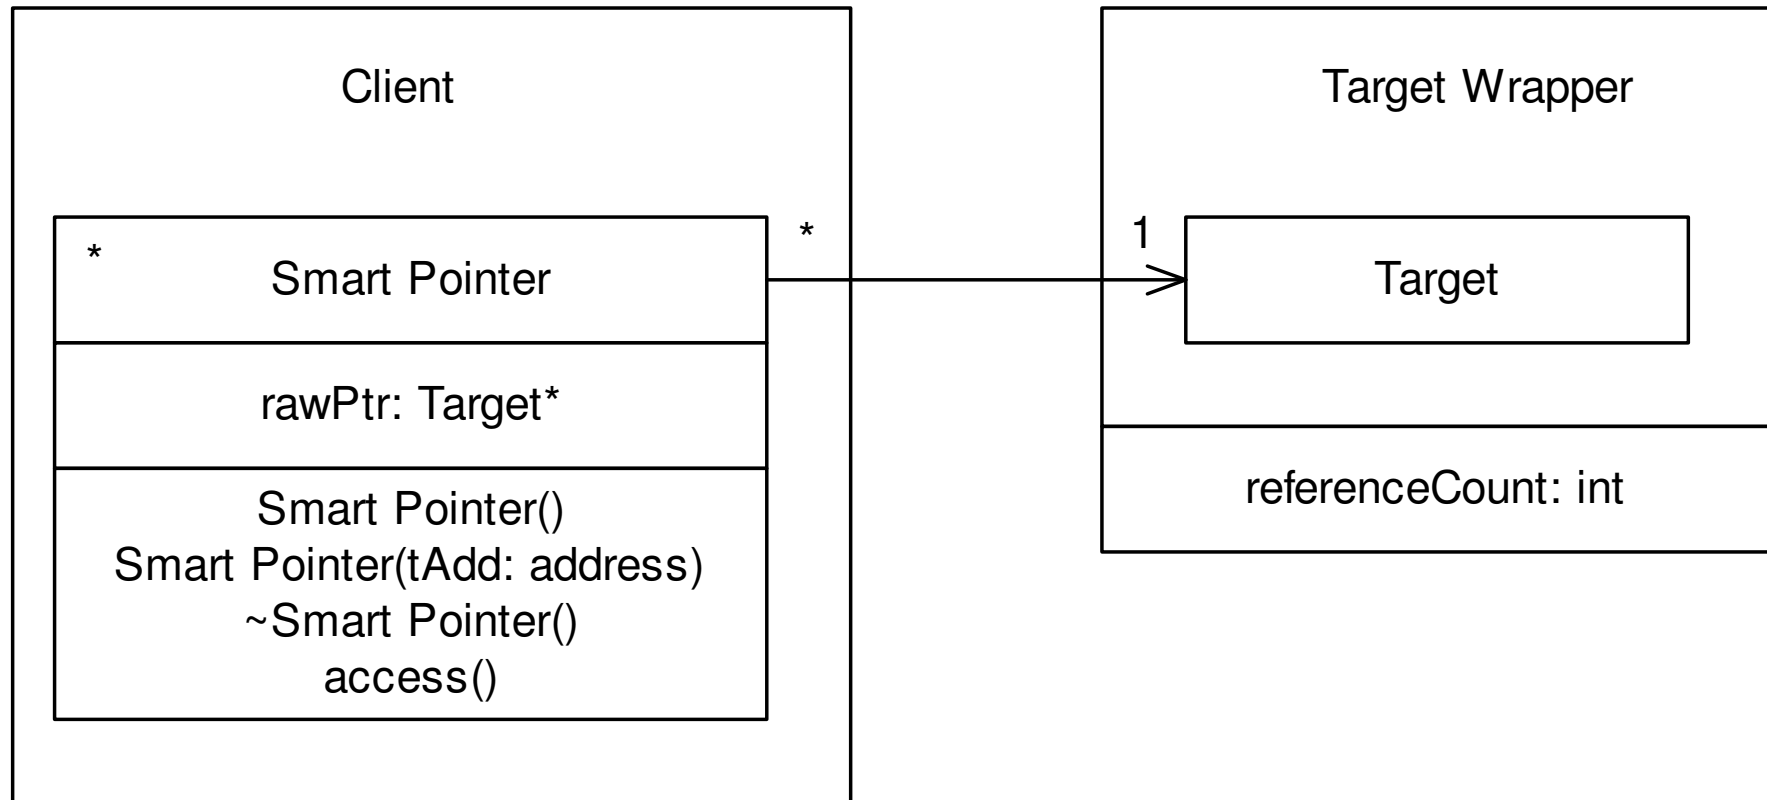 Client
*
Smart Pointer
rawPtr: Target*
Smart Pointer()
Smart Pointer(tAdd: address)
~Smart Pointer()
access()
*
1
Target Wrapper
Target
referenceCount: int